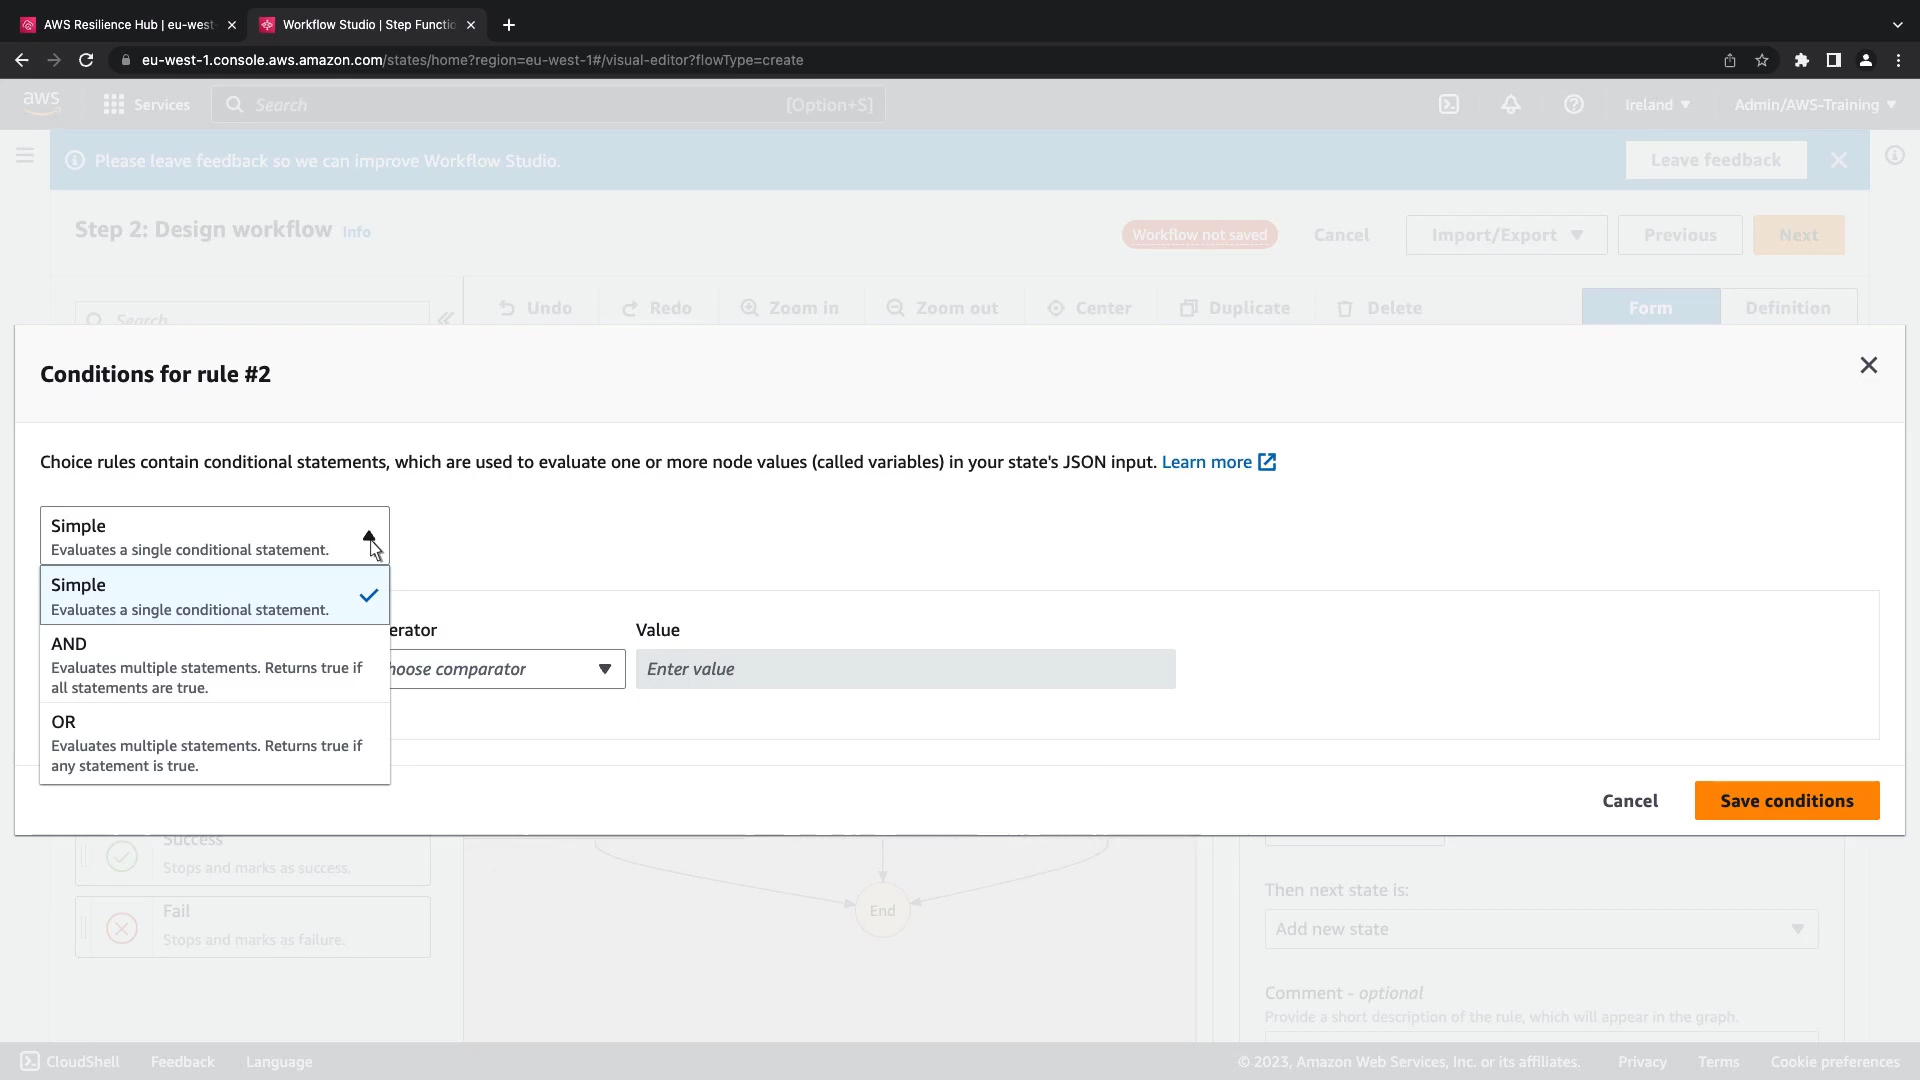 AWS Resilience Hub | eu-west-
Workflow Studio | Step Functio
eu-west-1.console.aws.amazon.com/states/home?region=eu-west-1#/visual-editor?flowType=create
aws
Services
Search
[Option+S]
Ireland
Admin/AWS-Training
Please leave feedback so we can improve Workflow Studio.
Leave feedback
Step 2: Design workflow
Info
Workflow not saved
Cancel
Import/Export
Previous
Next
Search
Undo
Redo
Zoom in
Zoom out
Center
Duplicate
Delete
Form
Definition
Conditions for rule #2
Choice rules contain conditional statements, which are used to evaluate one or more node values (called variables) in your state's JSON input. Learn more
Simple
Evaluates a single conditional statement.
Simple
Evaluates a single conditional statement.
AND
Evaluates multiple statements. Returns true if
all statements are true.
OR
Evaluates multiple statements. Returns true if
any statement is true.
erator
hoose comparator
Value
Enter value
Cancel
Save conditions
Success
Stops and marks as success.
Fail
Stops and marks as failure.
End
Then next state is:
Add new state
Comment - optional
Provide a short description of the rule, which will appear in the graph.
CloudShell
Feedback
Language
© 2023, Amazon Web Services, Inc. or its affiliates.
Privacy
Terms
Cookie preferences